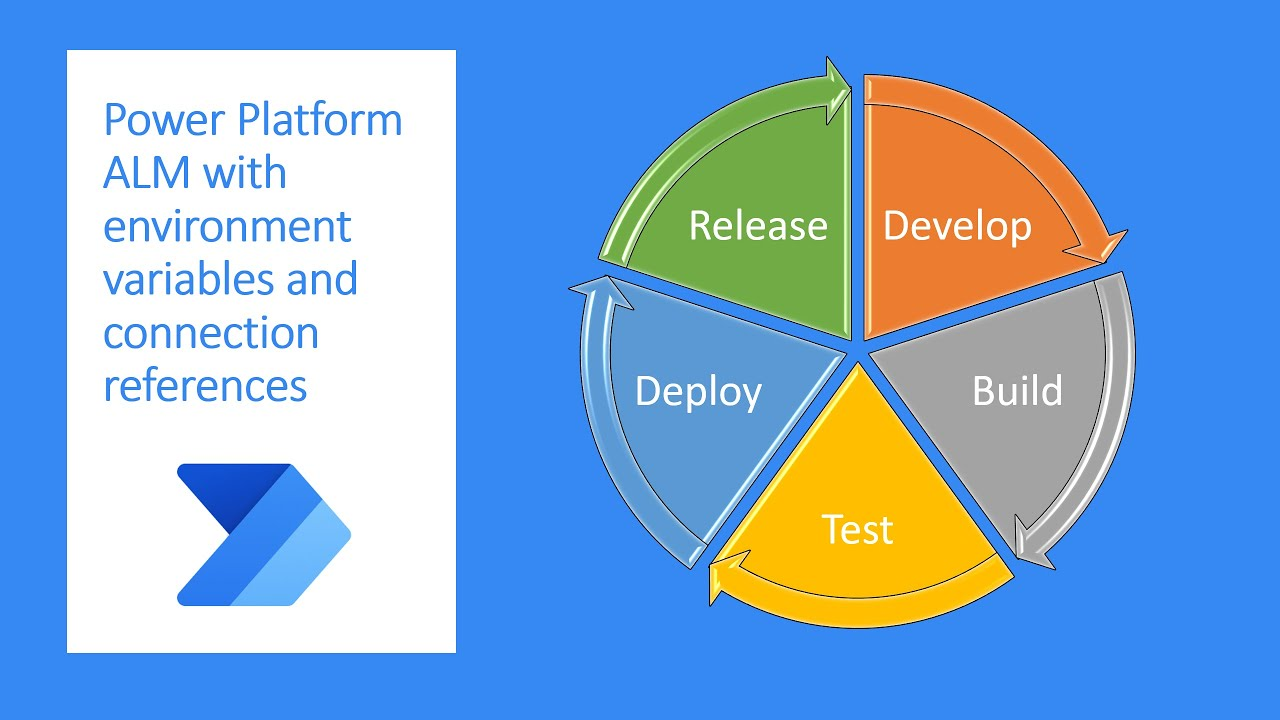 Power Platform
ALM with
environment
variables and
connection
references
Release
Develop
Deploy
Build
Test